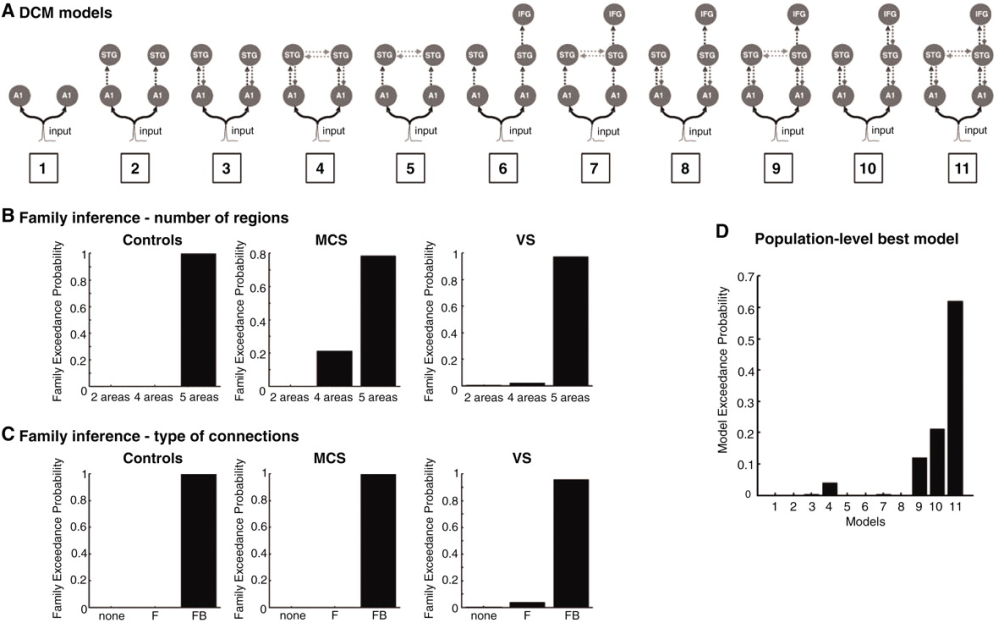 A DCM models
IFG IFG IFG IFG IFG IFG
STG STG STG STG STG STG STG STG STG STG STG STG STG STG STG STG STG STG STG STG
A1 A1 A1 A1 A1 A1 A1 A1 A1 A1 A1 A1 A1 A1 A1 A1 A1 A1 A1 A1 A1 A1
input input input input input input input input input input input
1 2 3 4 5 6 7 8 9 10 11
B Family inference - number of regions
Controls
Family Exceedance Probability
1
0.8
0.6
0.4
0.2
0
2 areas 4 areas 5 areas
MCS
Family Exceedance Probability
0.8
0.6
0.4
0.2
0
2 areas 4 areas 5 areas
VS
Family Exceedance Probability
1
0.8
0.6
0.4
0.2
0
2 areas 4 areas 5 areas
C Family inference - type of connections
Controls
Family Exceedance Probability
1
0.8
0.6
0.4
0.2
0
none F FB
MCS
Family Exceedance Probability
1
0.8
0.6
0.4
0.2
0
none F FB
VS
Family Exceedance Probability
1
0.8
0.6
0.4
0.2
0
none F FB
D Population-level best model
Model Exceedance Probability
0.7
0.6
0.5
0.4
0.3
0.2
0.1
0
1 2 3 4 5 6 7 8 9 10 11
Models